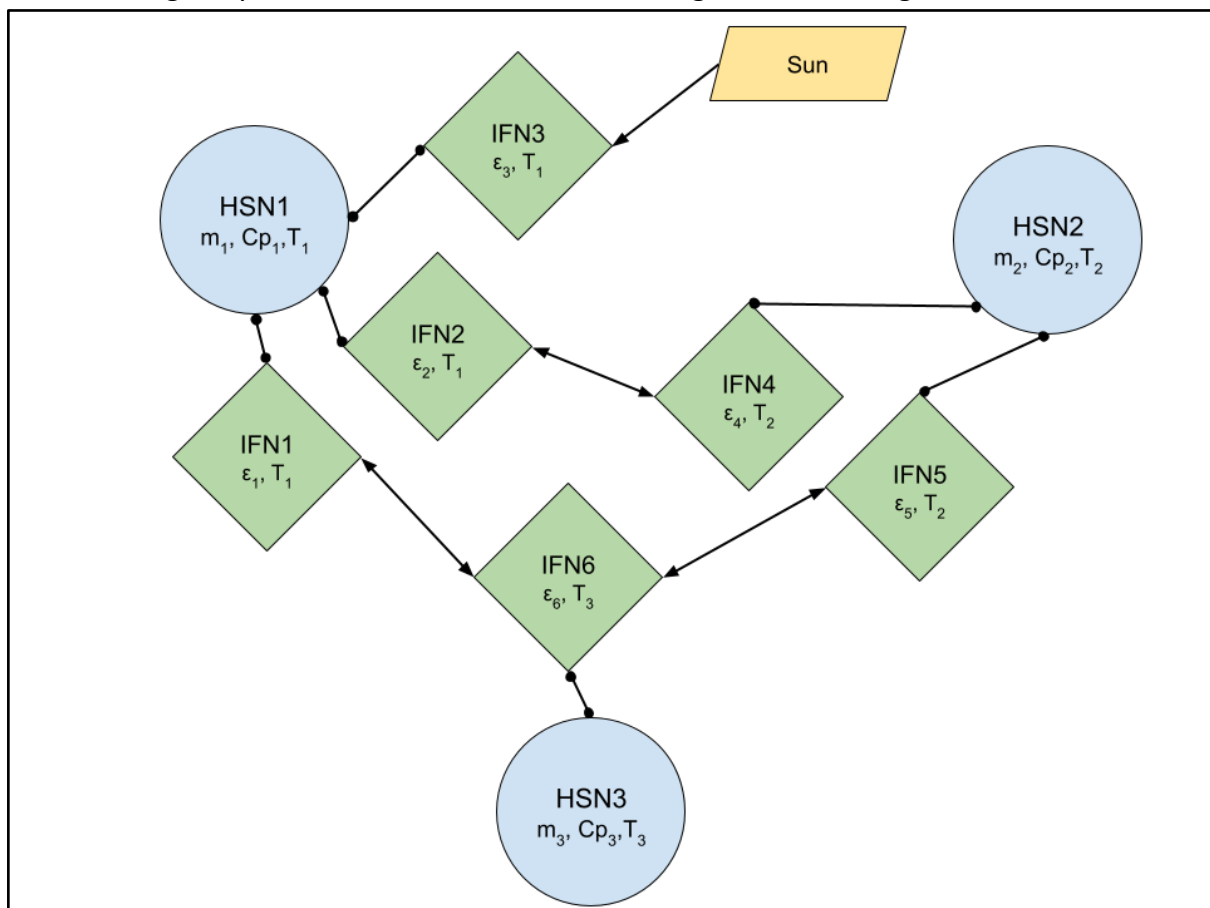 Sun
IFN3
ε₃, T₁
HSN1
m₁, Cp₁,T₁
HSN2
m₂, Cp₂,T₂
IFN2
ε₂, T₁
IFN4
ε₄, T₂
IFN1
ε₁, T₁
IFN5
ε₅, T₂
IFN6
ε₆, T₃
HSN3
m₃, Cp₃,T₃